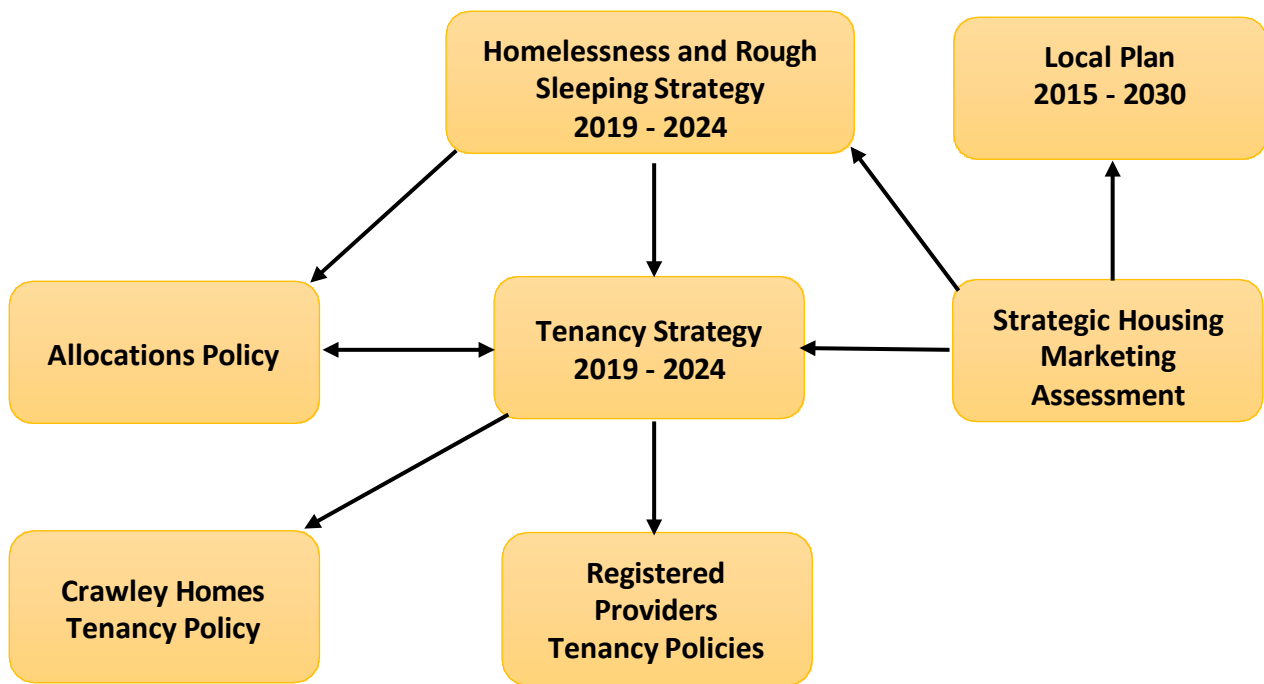 Homelessness and Rough
Sleeping Strategy
2019 - 2024
Local Plan
2015 - 2030
Allocations Policy
Tenancy Strategy
2019 - 2024
Strategic Housing
Marketing
Assessment
Crawley Homes
Tenancy Policy
Registered
Providers
Tenancy Policies